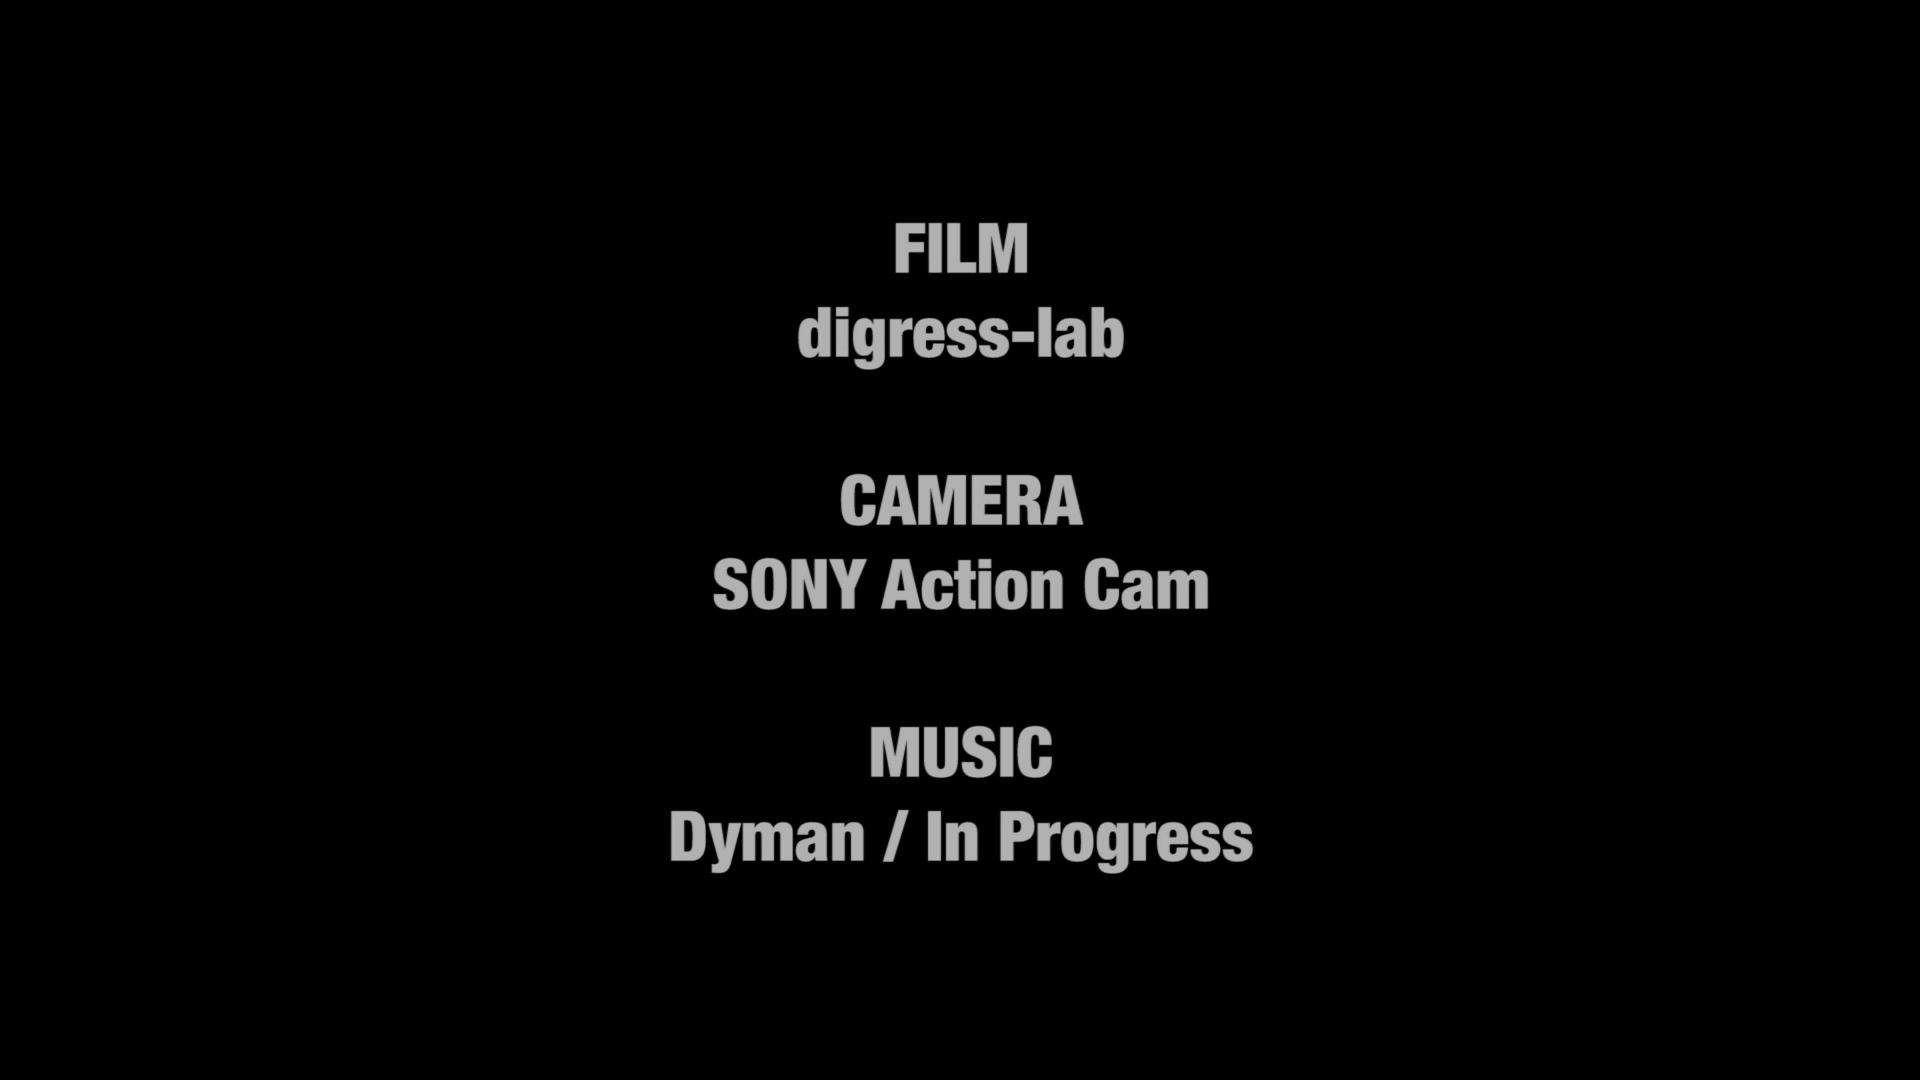 FILM
digress-lab
CAMERA
SONY Action Cam
MUSIC
Dyman / In Progress